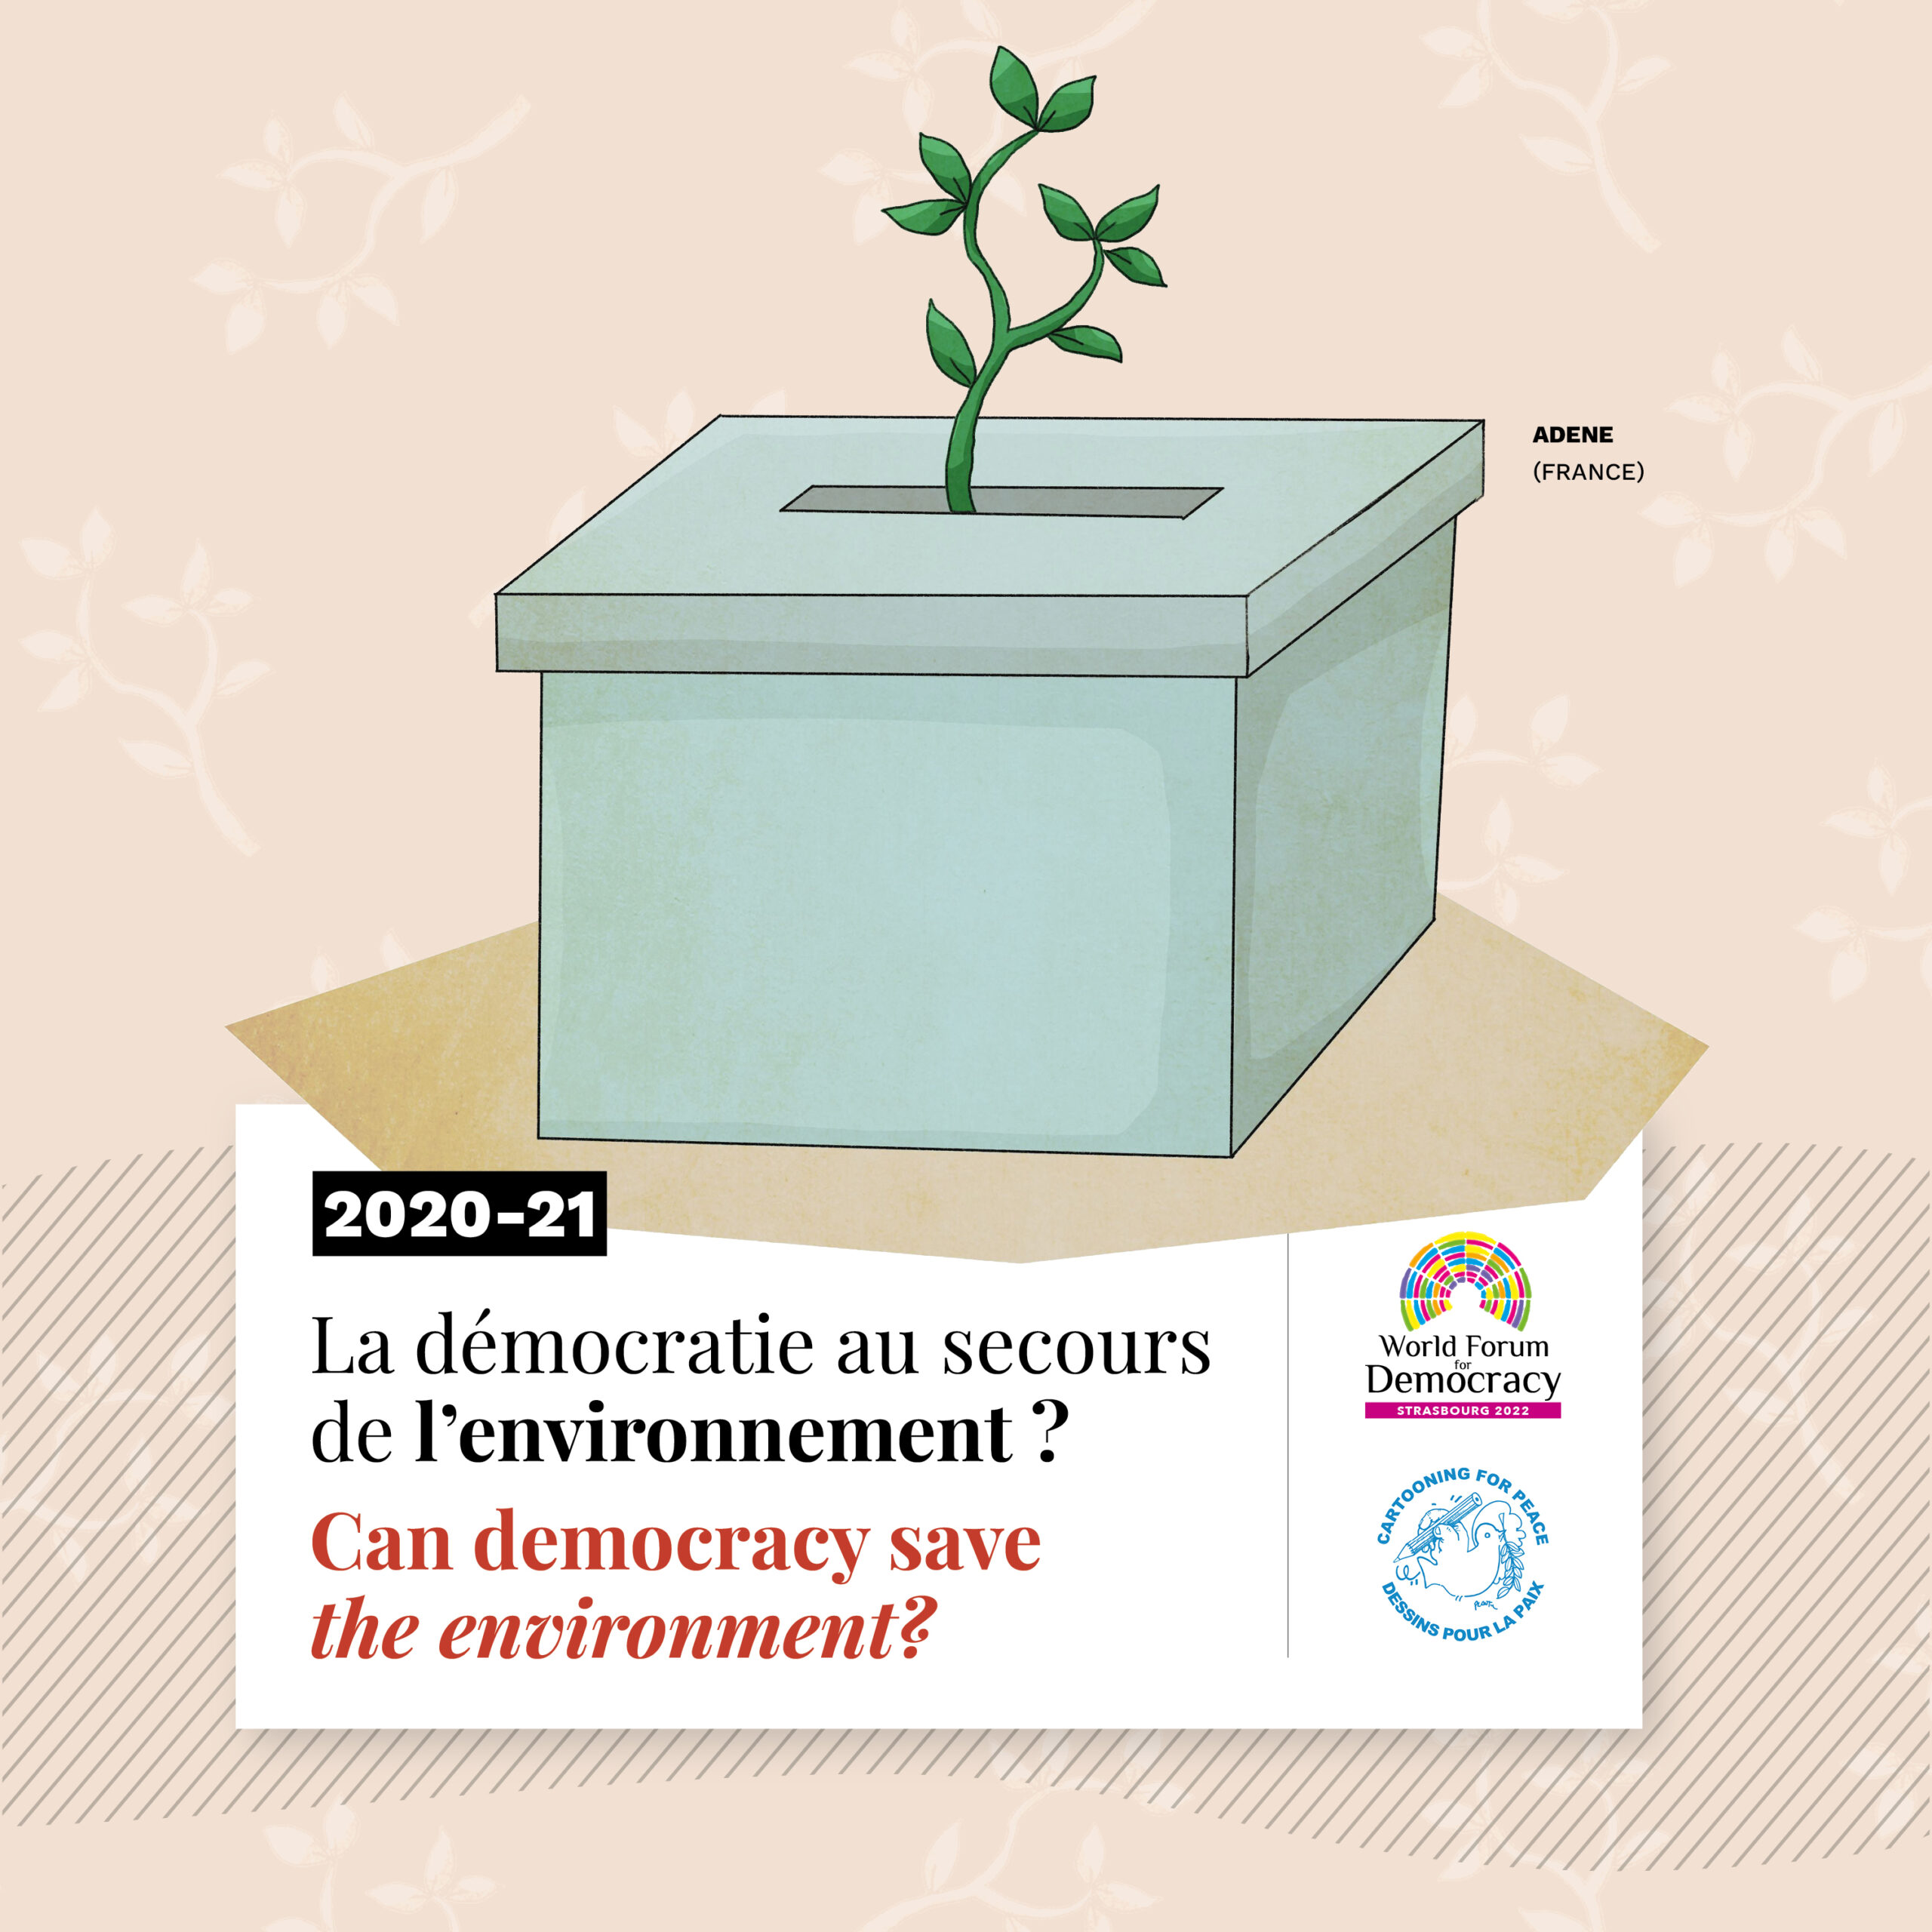 ADENE
(FRANCE)
2020-21
La démocratie au secours
de l’environnement ?
Can democracy save
the environment?
World Forum
for
Democracy
STRASBOURG 2022
CARTOONING FOR PEACE
DESSINS POUR LA PAIX